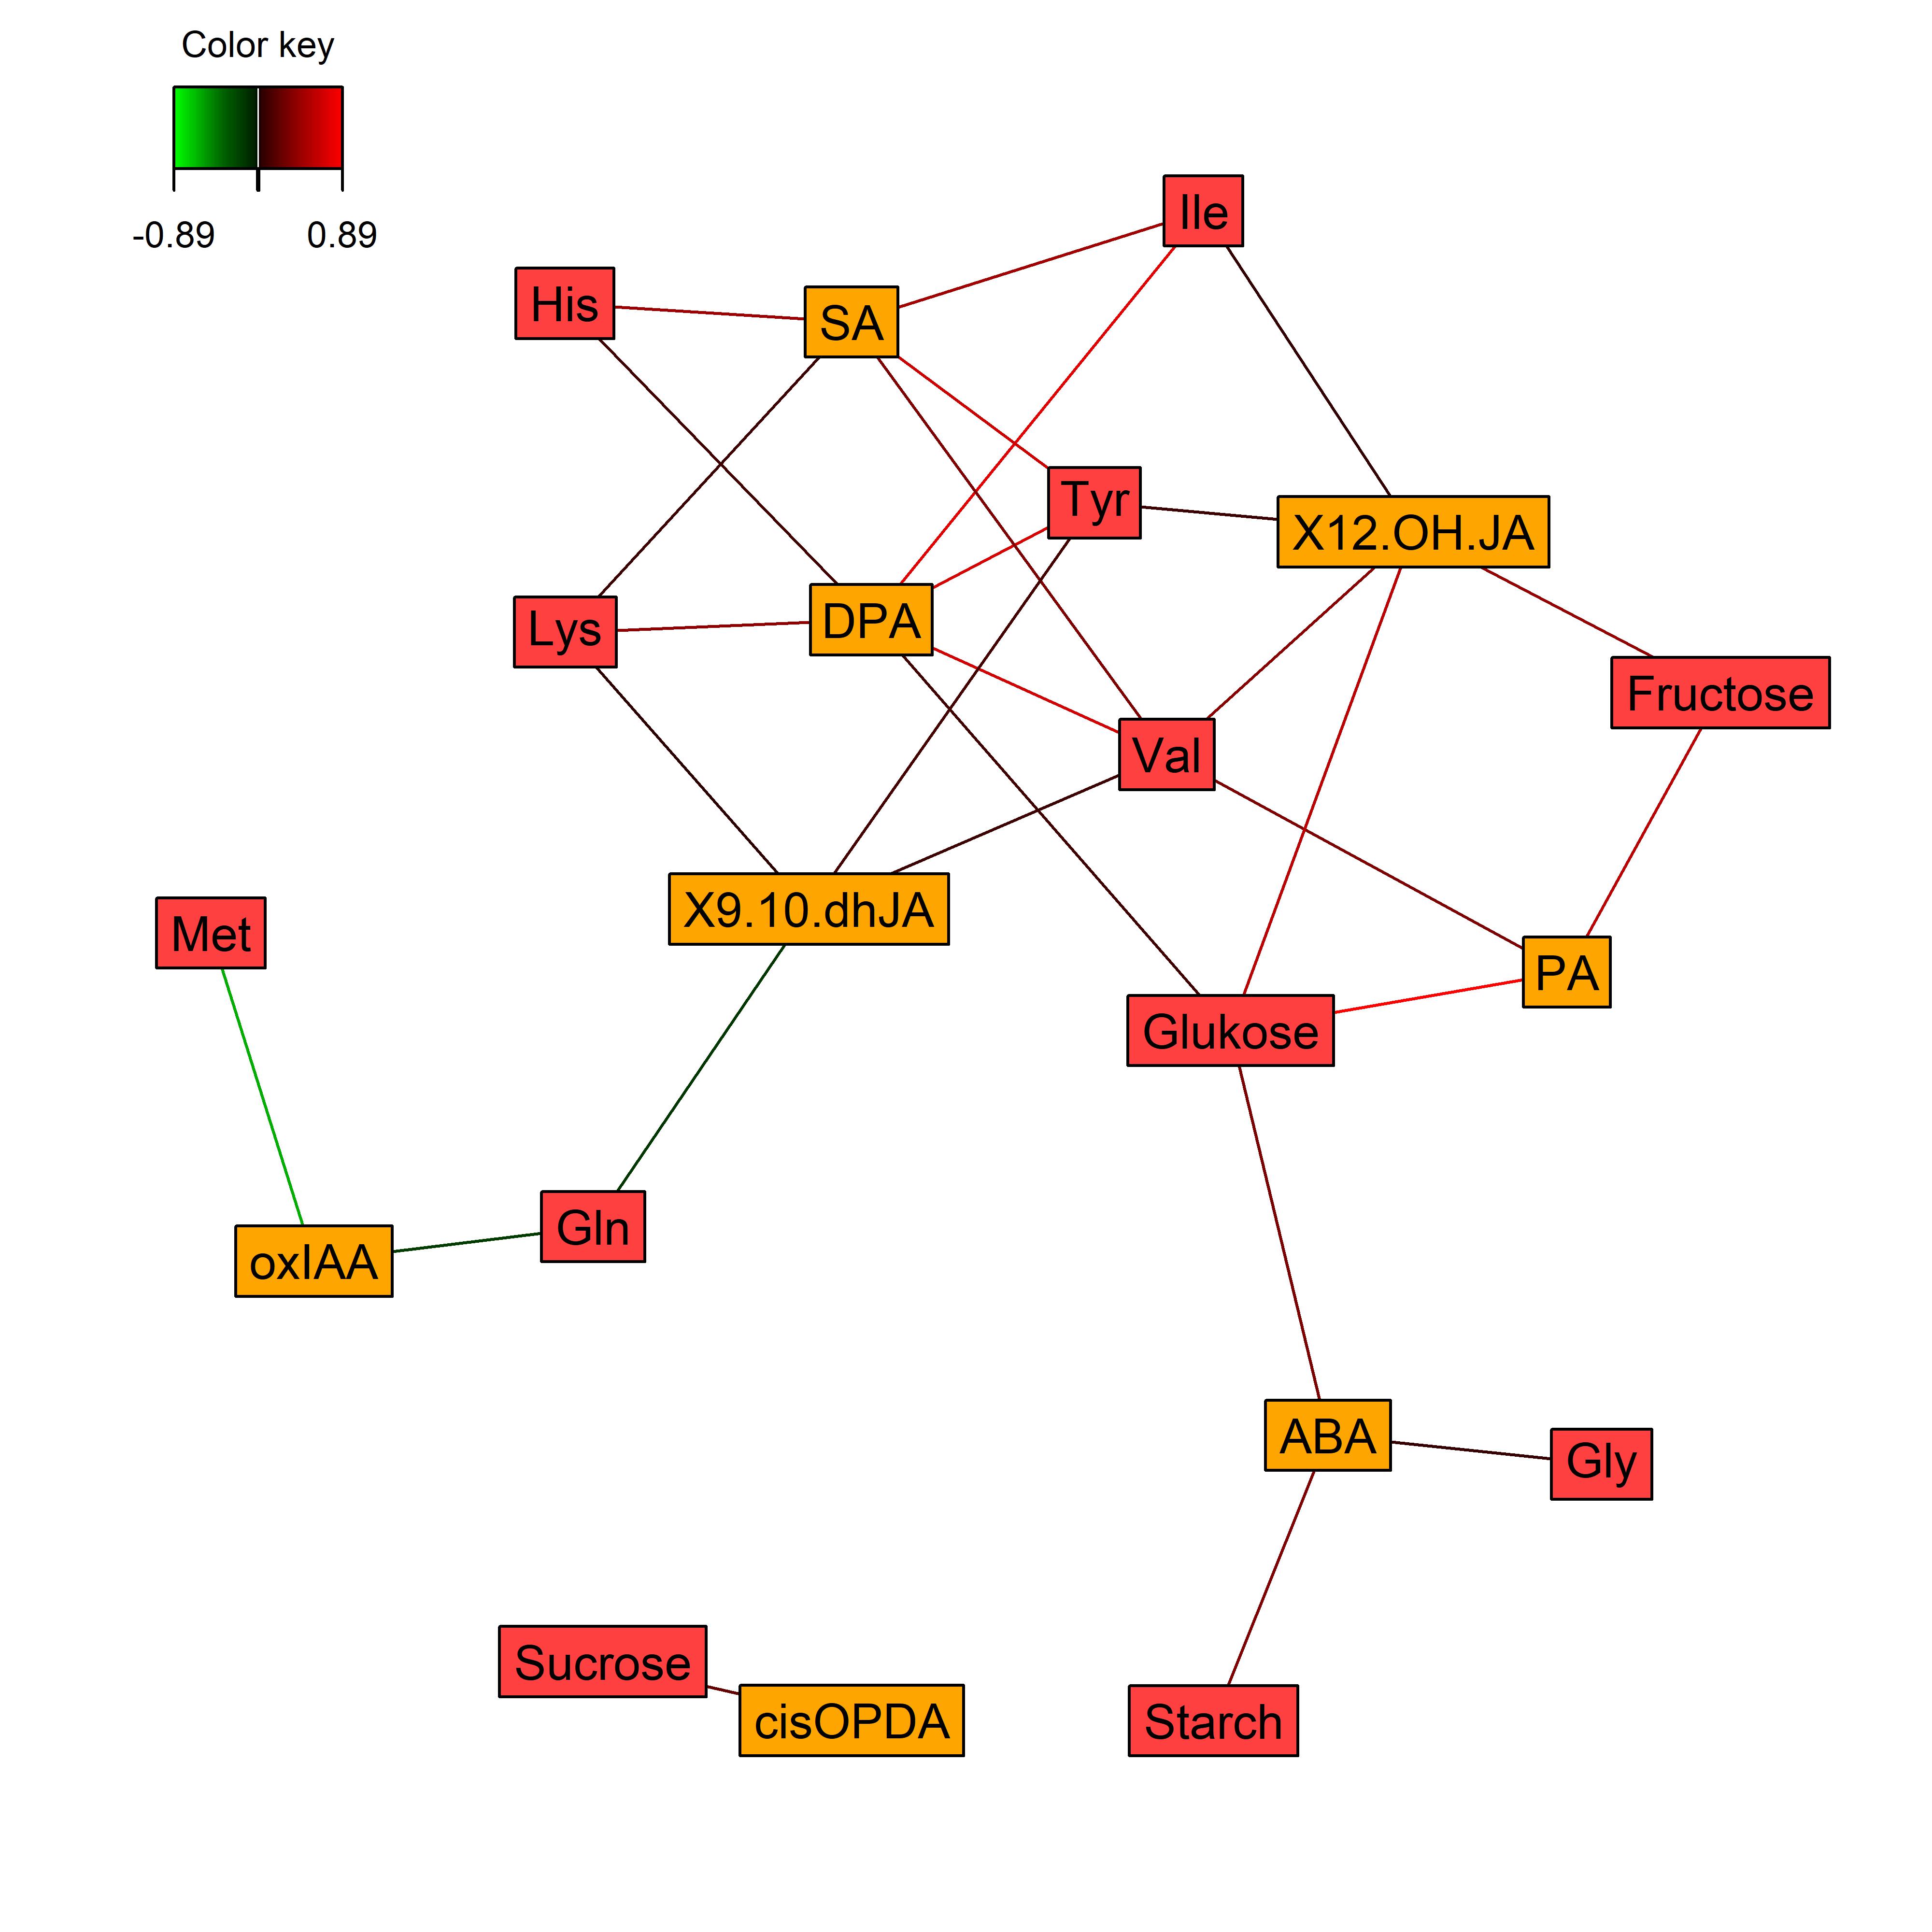 Color key
-0.89 0.89
Ile
His
SA
Tyr
X12.OH.JA
Lys
DPA
Fructose
Val
X9.10.dhJA
Met
PA
Glukose
Gln
oxIAA
ABA
Gly
Sucrose
cisOPDA
Starch